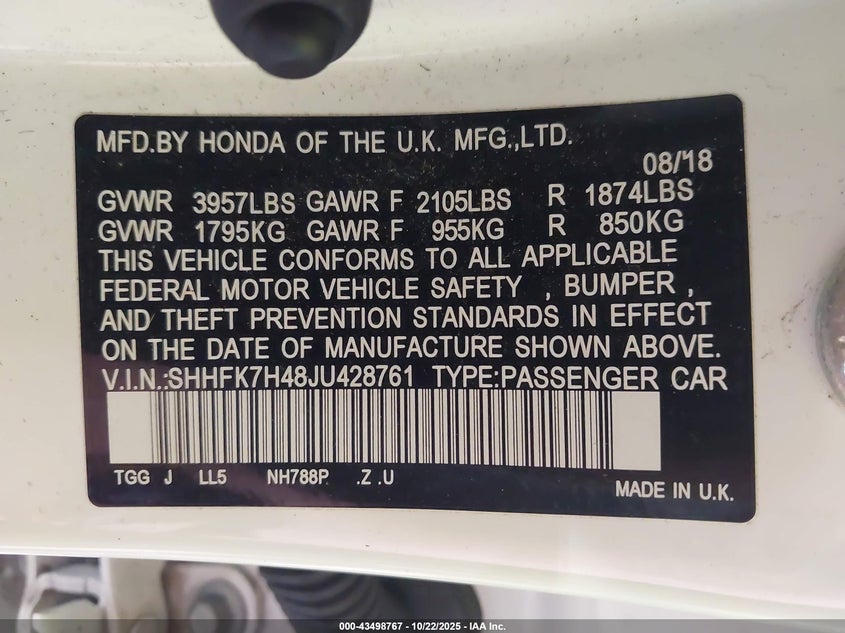 MFD.BY HONDA OF THE U.K. MFG.,LTD.
08/18
GVWR 3957LBS GAWR F 2105LBS R 1874LBS
GVWR 1795KG GAWR F 955KG R 850KG
THIS VEHICLE CONFORMS TO ALL APPLICABLE
FEDERAL MOTOR VEHICLE SAFETY , BUMPER ,
AND THEFT PREVENTION STANDARDS IN EFFECT
ON THE DATE OF MANUFACTURE SHOWN ABOVE.
V.I.N.:SHHFK7H48JU428761 TYPE:PASSENGER CAR
TGG J LL5 NH788P .Z .U
MADE IN U.K.
000-43498767 - 10/22/2025 - IAA Inc.